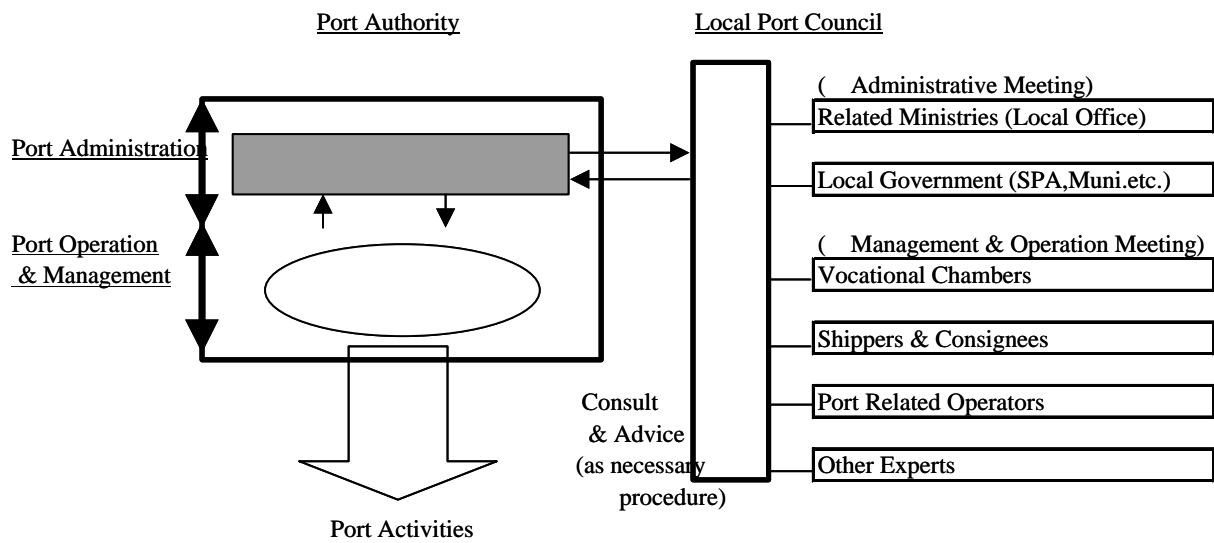 Port Authority
Local Port Council
( Administrative Meeting)
Related Ministries (Local Office)
Port Administration
Local Government (SPA,Muni.etc.)
Port Operation
& Management
( Management & Operation Meeting)
Vocational Chambers
Shippers & Consignees
Consult
& Advice
(as necessary
procedure)
Port Related Operators
Other Experts
Port Activities